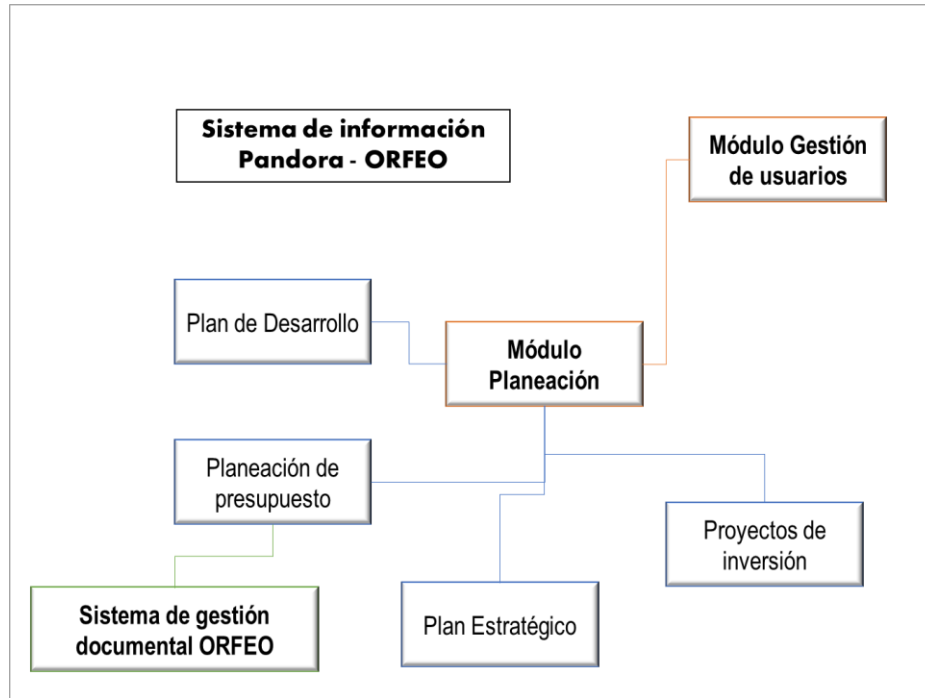 Sistema de información
Pandora - ORFEO
Módulo Gestión
de usuarios
Plan de Desarrollo
Módulo
Planeación
Planeación de
presupuesto
Proyectos de
inversión
Sistema de gestión
documental ORFEO
Plan Estratégico